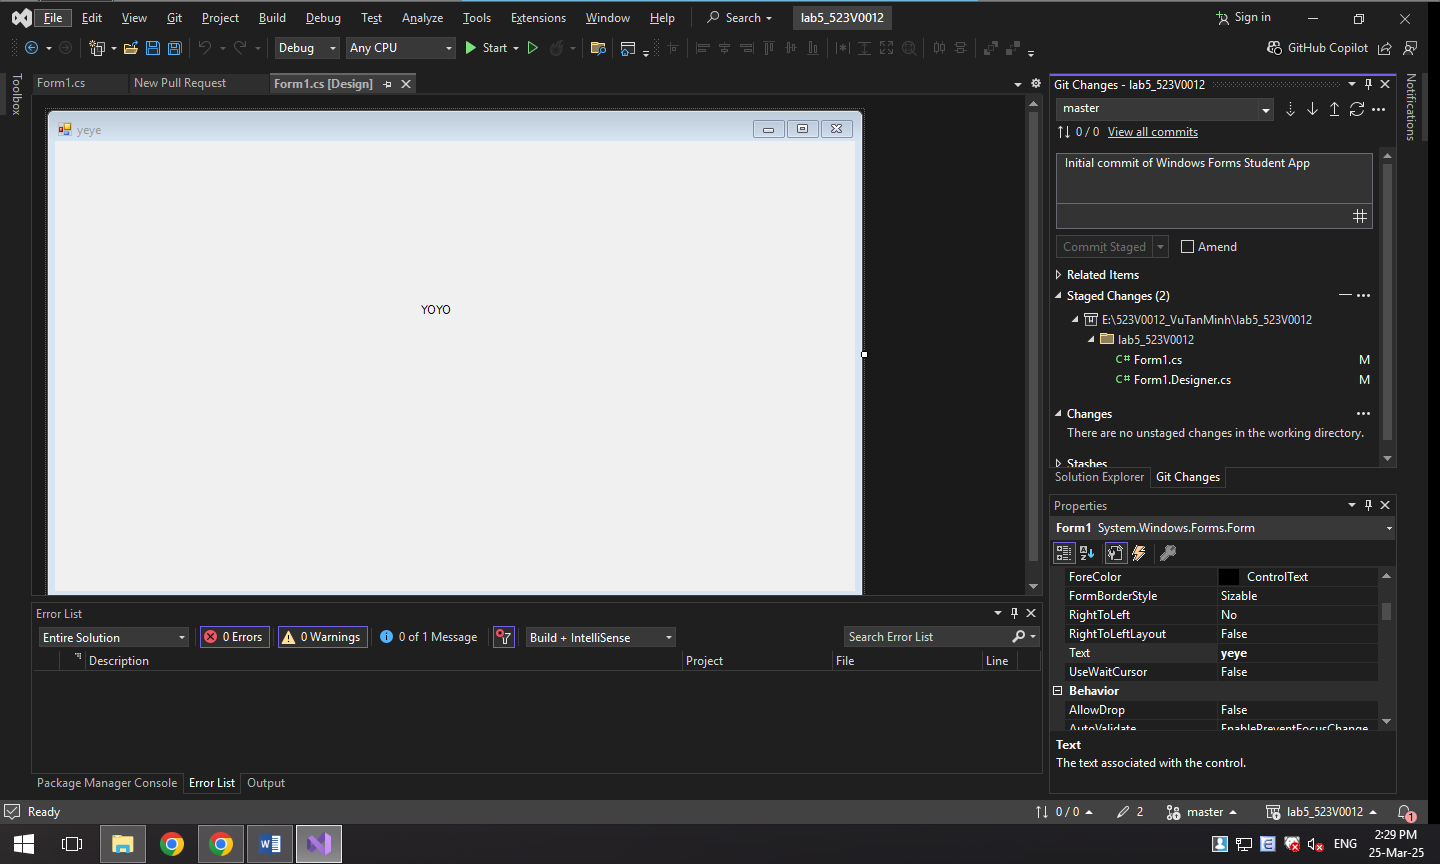 File Edit View Git Project Build Debug Test Analyze Tools Extensions Window Help Search lab5_523V0012 Sign in
Debug Any CPU Start GitHub Copilot
Toolbox
Form1.cs New Pull Request Form1.cs [Design]
yeye
YOYO
Git Changes - lab5_523V0012
Notifications
master
0 / 0 View all commits
Initial commit of Windows Forms Student App
Commit Staged Amend
Related Items
Staged Changes (2)
E:\523V0012_VuTanMinh\lab5_523V0012
lab5_523V0012
C# Form1.cs M
C# Form1.Designer.cs M
Changes
There are no unstaged changes in the working directory.
Stashes
Solution Explorer Git Changes
Properties
Form1 System.Windows.Forms.Form
ForeColor ControlText
FormBorderStyle Sizable
RightToLeft No
RightToLeftLayout False
Text yeye
UseWaitCursor False
Behavior
AllowDrop False
AutoValidate EnablePreventFocusChange
Text
The text associated with the control.
Error List
Entire Solution 0 Errors 0 Warnings 0 of 1 Message Build + IntelliSense Search Error List
Description Project File Line
Package Manager Console Error List Output
Ready 0 / 0 2 master lab5_523V0012 1
ENG 2:29 PM
25-Mar-25